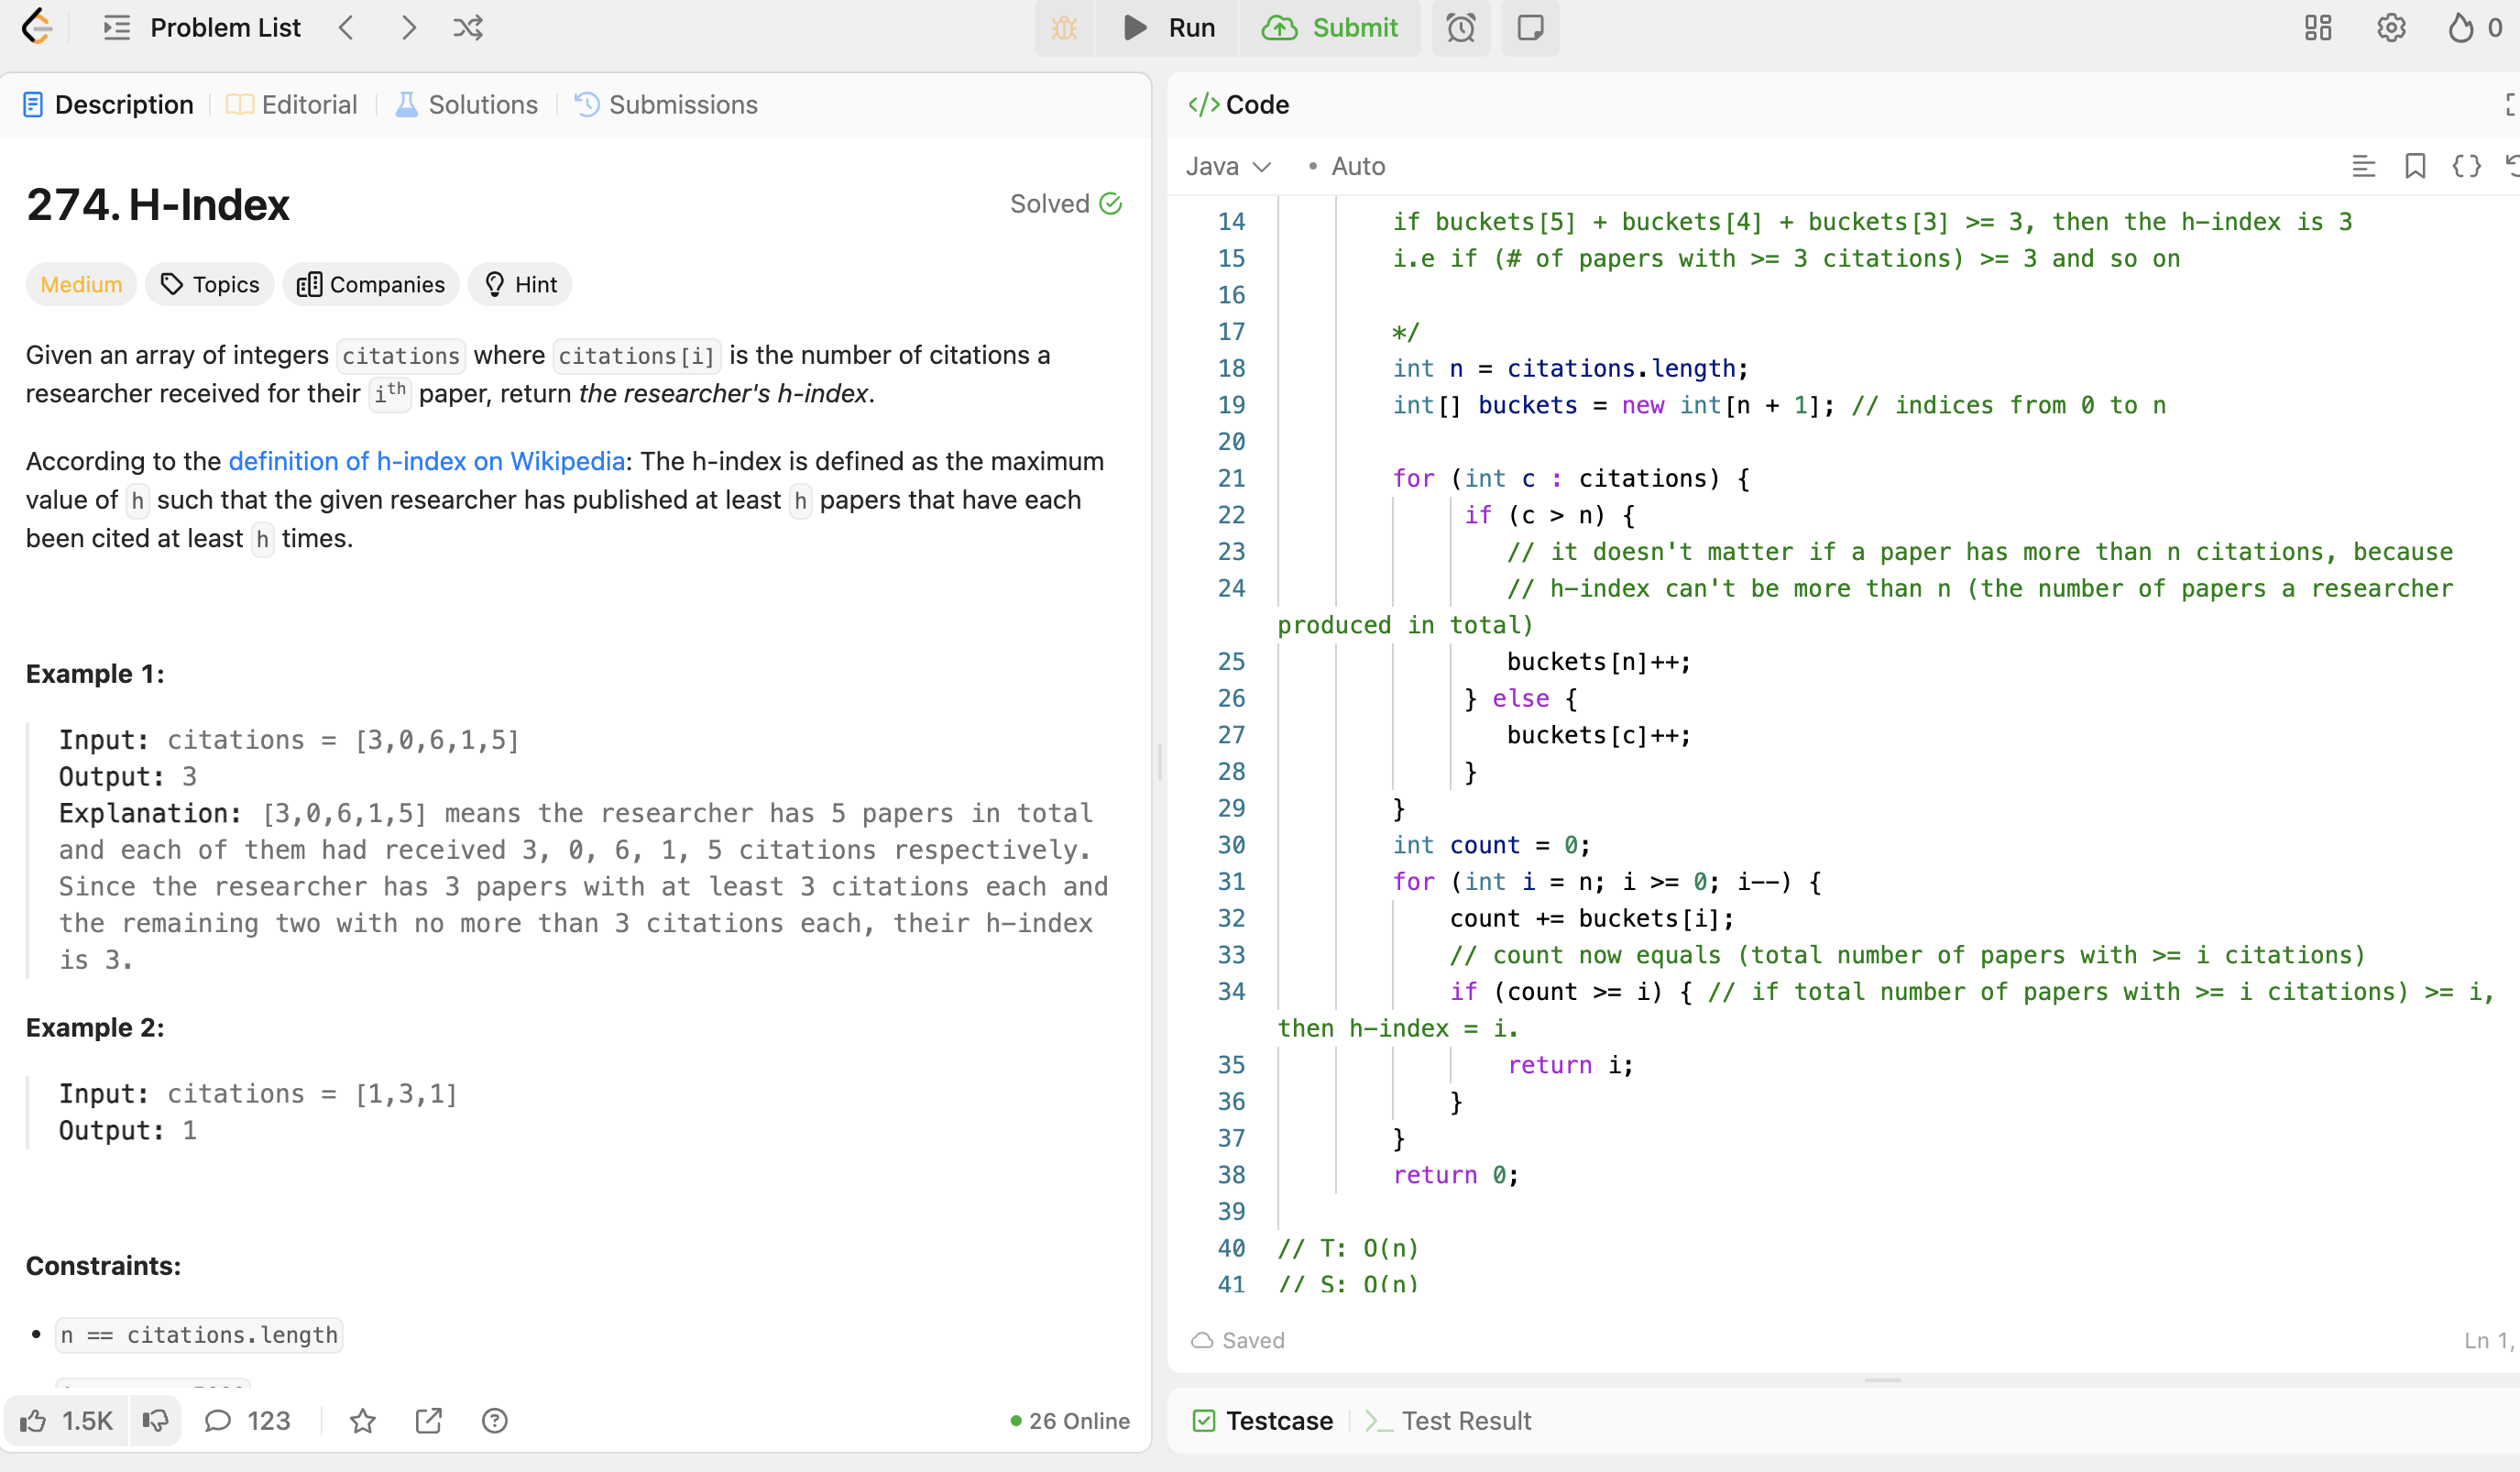 Problem List
Run
Submit
0
Description
Editorial
Solutions
Submissions
274. H-Index
Solved
Medium
Topics
Companies
Hint
Given an array of integers citations where citations[i] is the number of citations a
researcher received for their ith paper, return the researcher's h-index.
According to the definition of h-index on Wikipedia: The h-index is defined as the maximum
value of h such that the given researcher has published at least h papers that have each
been cited at least h times.
Example 1:
Input: citations = [3,0,6,1,5]
Output: 3
Explanation: [3,0,6,1,5] means the researcher has 5 papers in total
and each of them had received 3, 0, 6, 1, 5 citations respectively.
Since the researcher has 3 papers with at least 3 citations each and
the remaining two with no more than 3 citations each, their h-index
is 3.
Example 2:
Input: citations = [1,3,1]
Output: 1
Constraints:
• n == citations.length
1.5K
123
26 Online
</> Code
Java
• Auto
14 if buckets[5] + buckets[4] + buckets[3] >= 3, then the h-index is 3
15 i.e if (# of papers with >= 3 citations) >= 3 and so on
16
17 */
18 int n = citations.length;
19 int[] buckets = new int[n + 1]; // indices from 0 to n
20
21 for (int c : citations) {
22 if (c > n) {
23 // it doesn't matter if a paper has more than n citations, because
24 // h-index can't be more than n (the number of papers a researcher
produced in total)
25 buckets[n]++;
26 } else {
27 buckets[c]++;
28 }
29 }
30 int count = 0;
31 for (int i = n; i >= 0; i--) {
32 count += buckets[i];
33 // count now equals (total number of papers with >= i citations)
34 if (count >= i) { // if total number of papers with >= i citations) >= i,
then h-index = i.
35 return i;
36 }
37 }
38 return 0;
39
40 // T: O(n)
41 // S: O(n)
Saved
Ln 1,
Testcase
Test Result